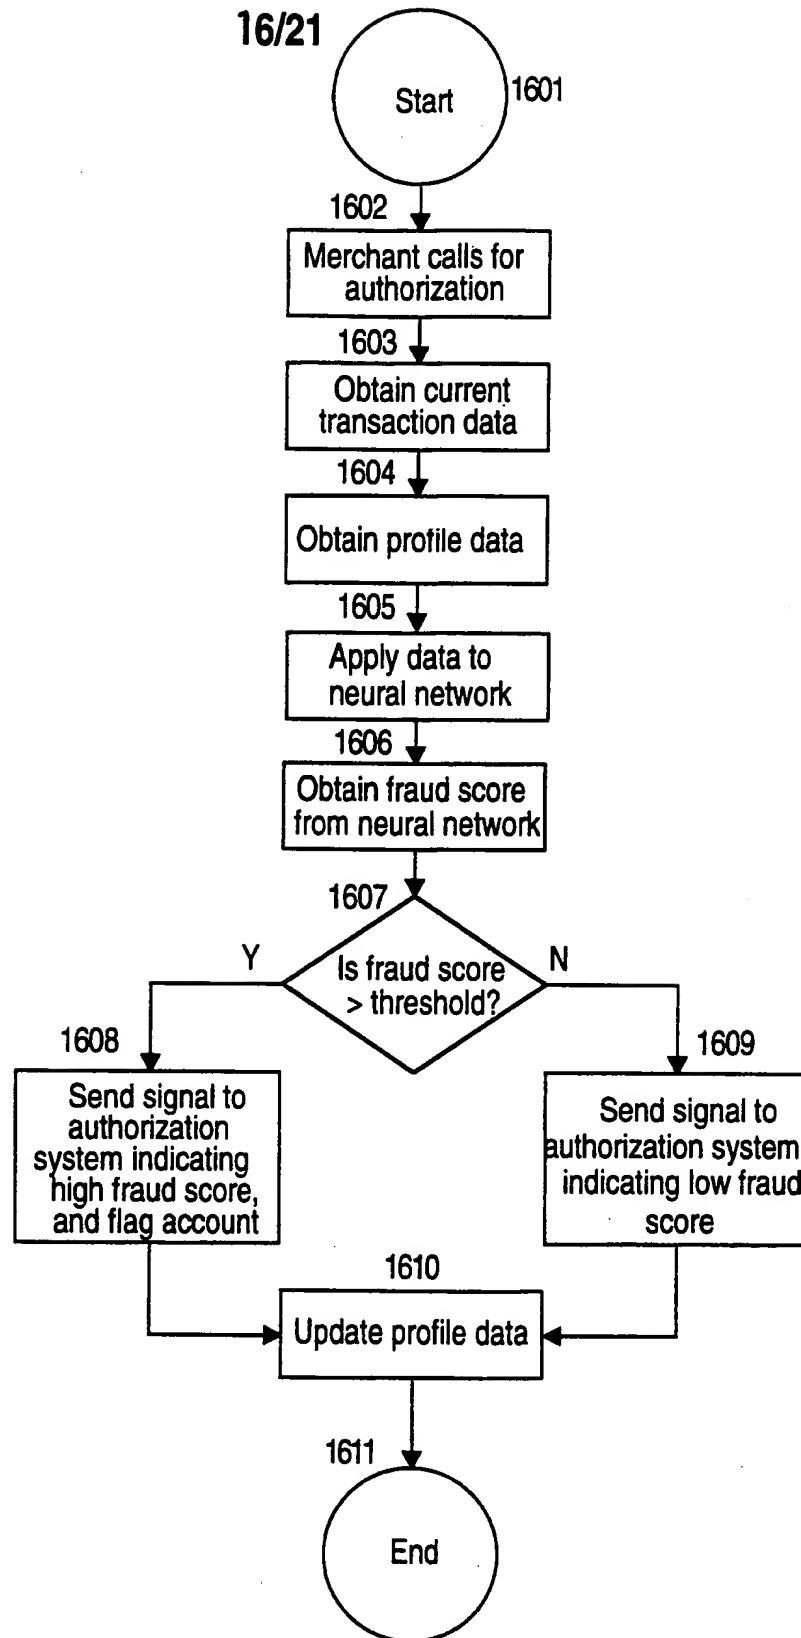 16/21
Start
1601
1602
Merchant calls for
authorization
1603
Obtain current
transaction data
1604
Obtain profile data
1605
Apply data to
neural network
1606
Obtain fraud score
from neural network
1607
Y
Is fraud score
> threshold?
N
1608
Send signal to
authorization
system indicating
high fraud score,
and flag account
1609
Send signal to
authorization system
indicating low fraud
score
1610
Update profile data
1611
End